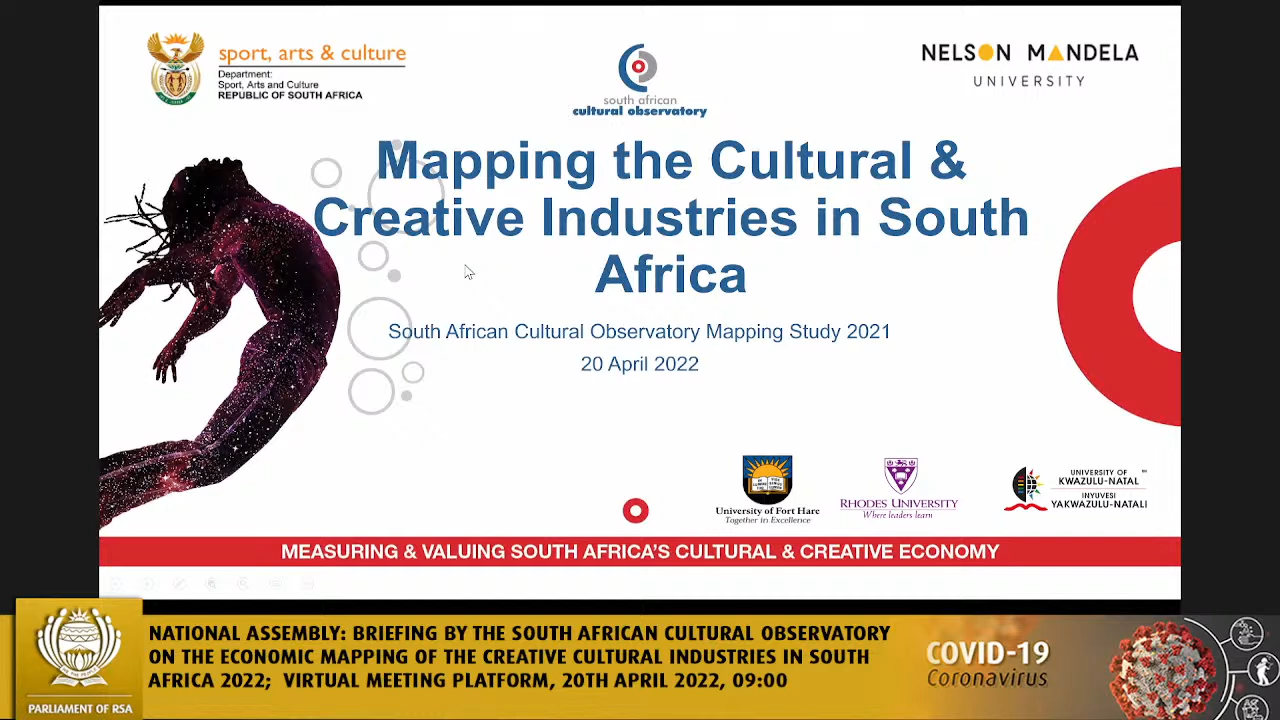 sport, arts & culture
Department:
Sport, Arts and Culture
REPUBLIC OF SOUTH AFRICA
south african
cultural observatory
NELSON MANDELA
UNIVERSITY
Mapping the Cultural &
Creative Industries in South
Africa
South African Cultural Observatory Mapping Study 2021
20 April 2022
University of Fort Hare
Together in Excellence
RHODES UNIVERSITY
Where leaders learn
UNIVERSITY OF
KWAZULU-NATAL
INYUVESI
YAKWAZULU-NATALI
MEASURING & VALUING SOUTH AFRICA'S CULTURAL & CREATIVE ECONOMY
NATIONAL ASSEMBLY: BRIEFING BY THE SOUTH AFRICAN CULTURAL OBSERVATORY
ON THE ECONOMIC MAPPING OF THE CREATIVE CULTURAL INDUSTRIES IN SOUTH
AFRICA 2022; VIRTUAL MEETING PLATFORM, 20TH APRIL 2022, 09:00
PARLIAMENT OF RSA
COVID-19
Coronavirus